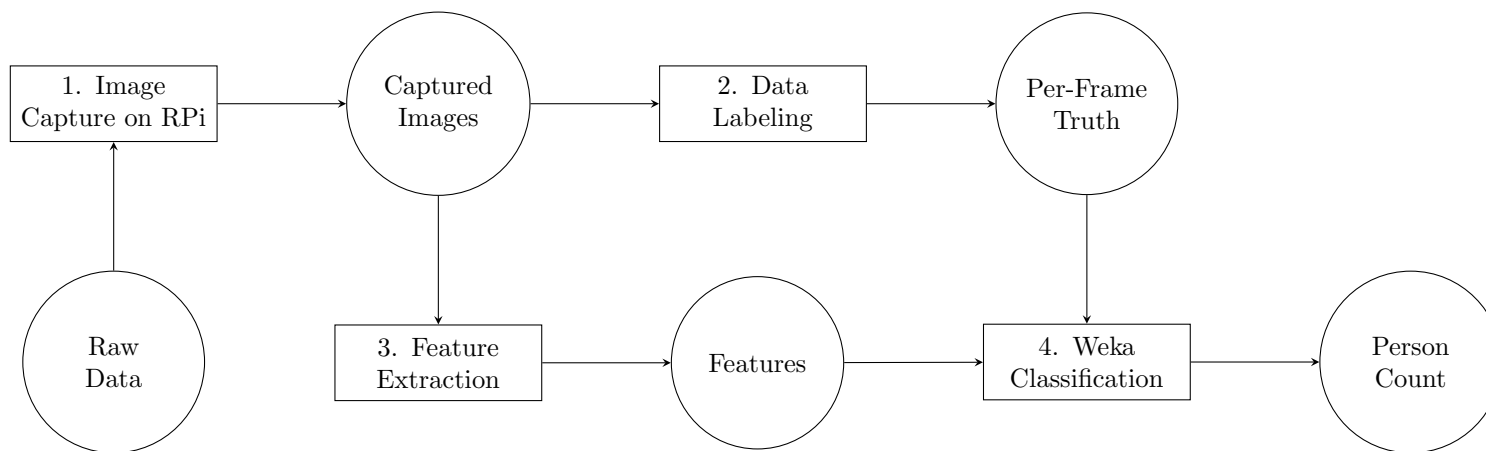 1. Image
Capture on RPi
Captured
Images
2. Data
Labeling
Per-Frame
Truth
Raw
Data
3. Feature
Extraction
Features
4. Weka
Classification
Person
Count